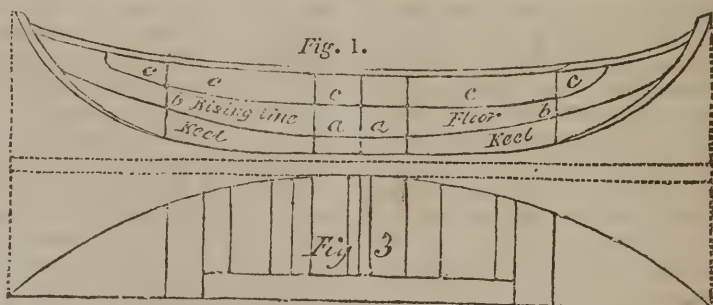 Fig. 1.
c c c c c
b Rising line a a Floor b
Keel Keel
Fig 3